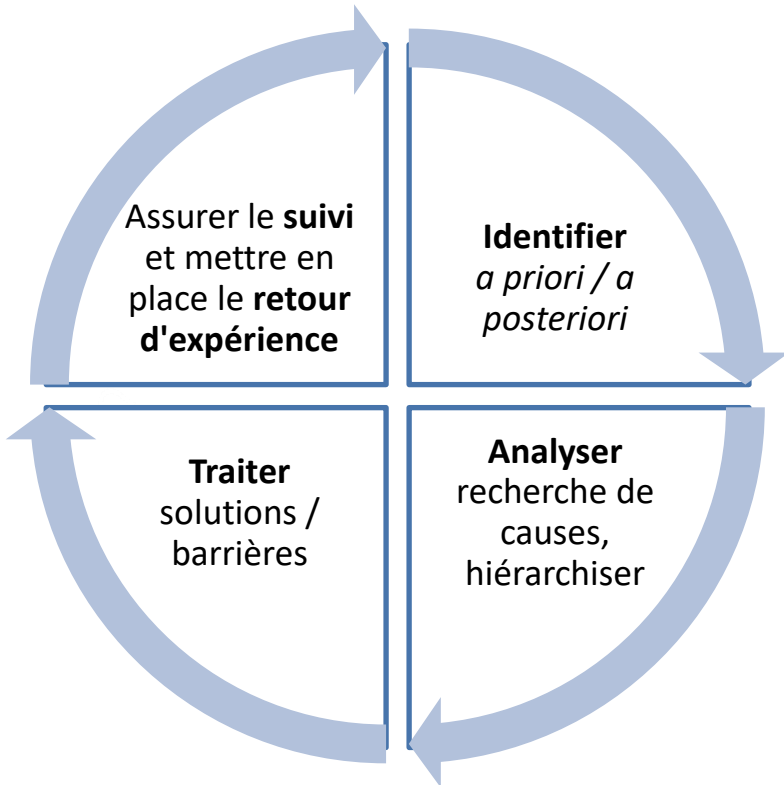 Assurer le suivi
et mettre en
place le retour
d'expérience
Identifier
a priori / a
posteriori
Traiter
solutions /
barrières
Analyser
recherche de
causes,
hiérarchiser